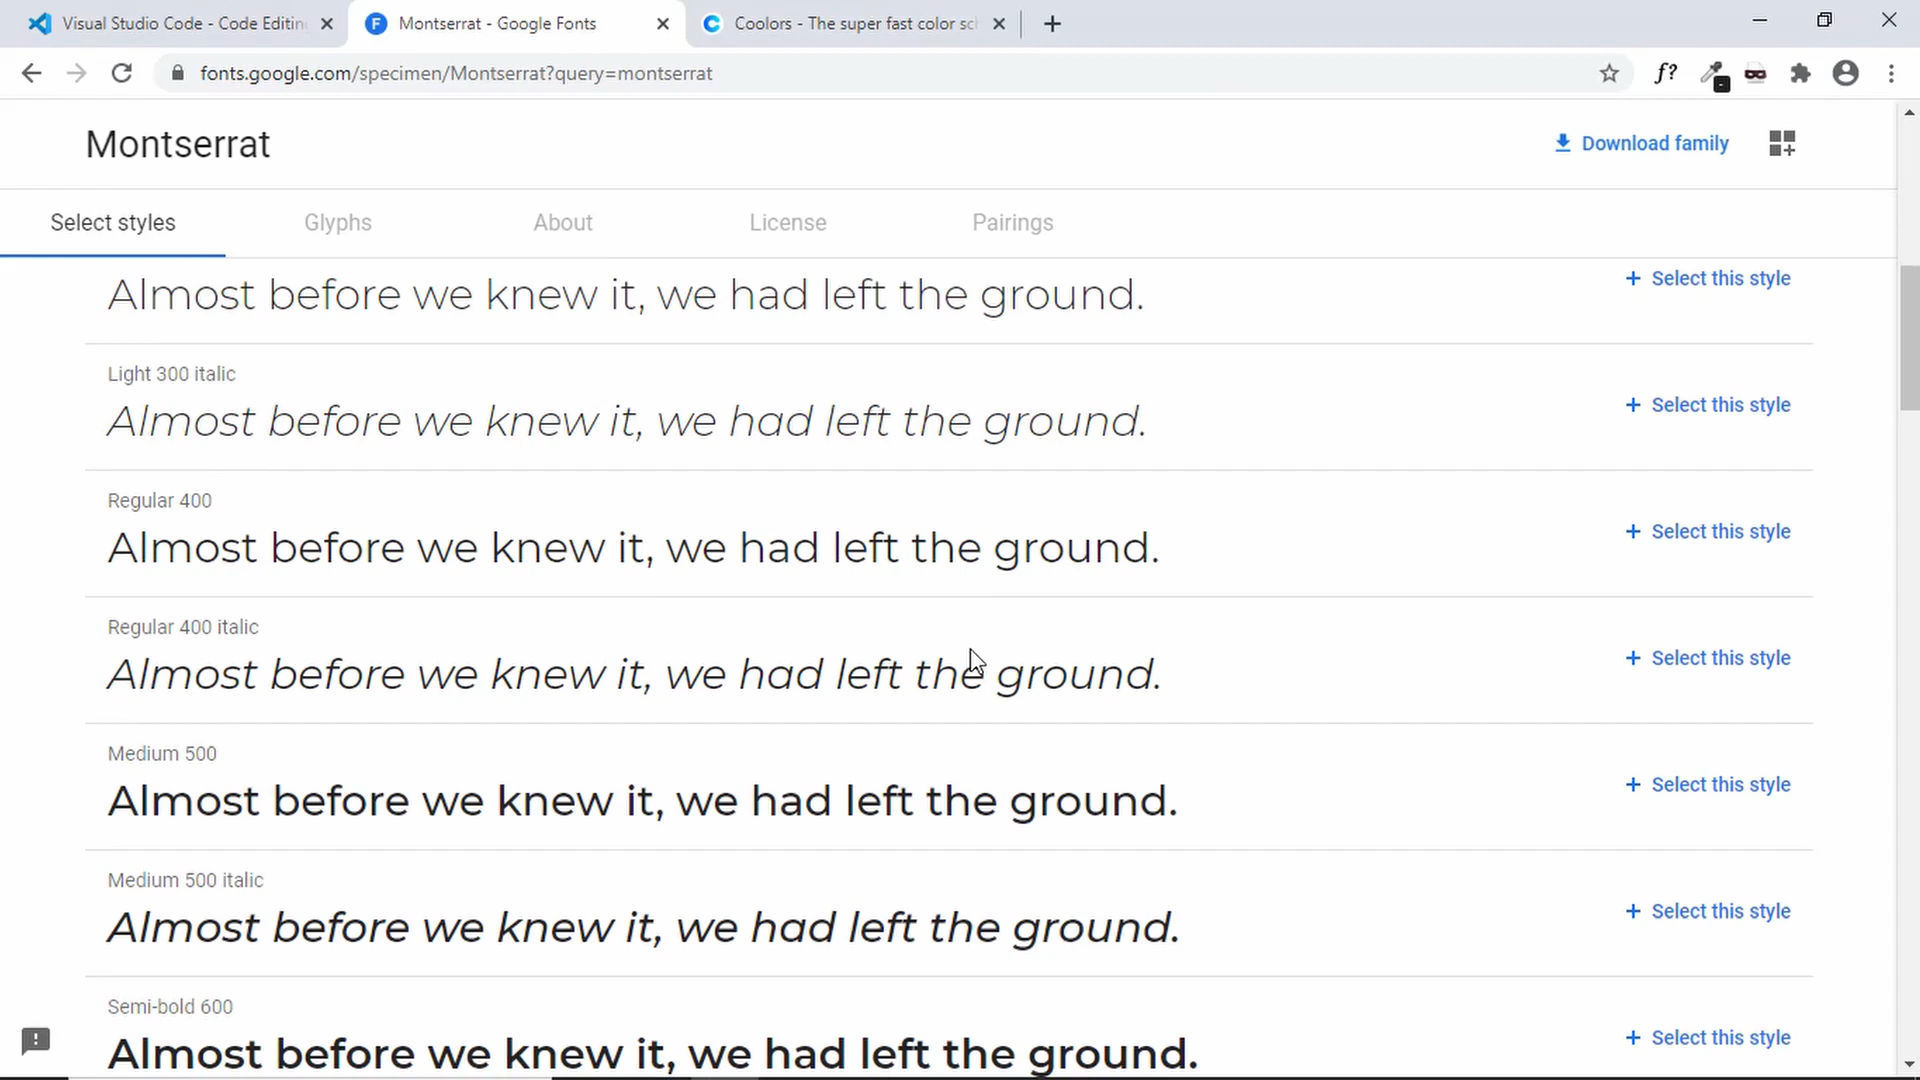 Visual Studio Code - Code Editin
Montserrat - Google Fonts
Coolors - The super fast color sc
fonts.google.com/specimen/Montserrat?query=montserrat
f?
Montserrat
Download family
Select styles
Glyphs
About
License
Pairings
Almost before we knew it, we had left the ground.
+ Select this style
Light 300 italic
Almost before we knew it, we had left the ground.
+ Select this style
Regular 400
Almost before we knew it, we had left the ground.
+ Select this style
Regular 400 italic
Almost before we knew it, we had left the ground.
+ Select this style
Medium 500
Almost before we knew it, we had left the ground.
+ Select this style
Medium 500 italic
Almost before we knew it, we had left the ground.
+ Select this style
Semi-bold 600
Almost before we knew it, we had left the ground.
+ Select this style